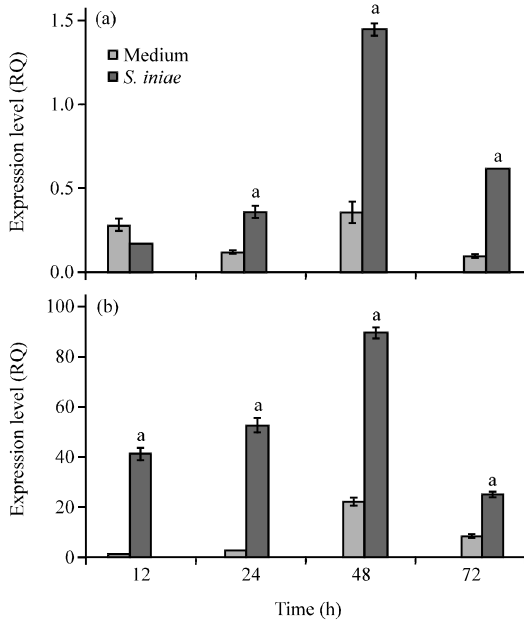 (a)
Medium
S. iniae
Expression level (RQ)
1.5
1.0
0.5
0.0
a
a
a
(b)
Expression level (RQ)
100
80
60
40
20
0
a
a
a
a
12 24 48 72
Time (h)